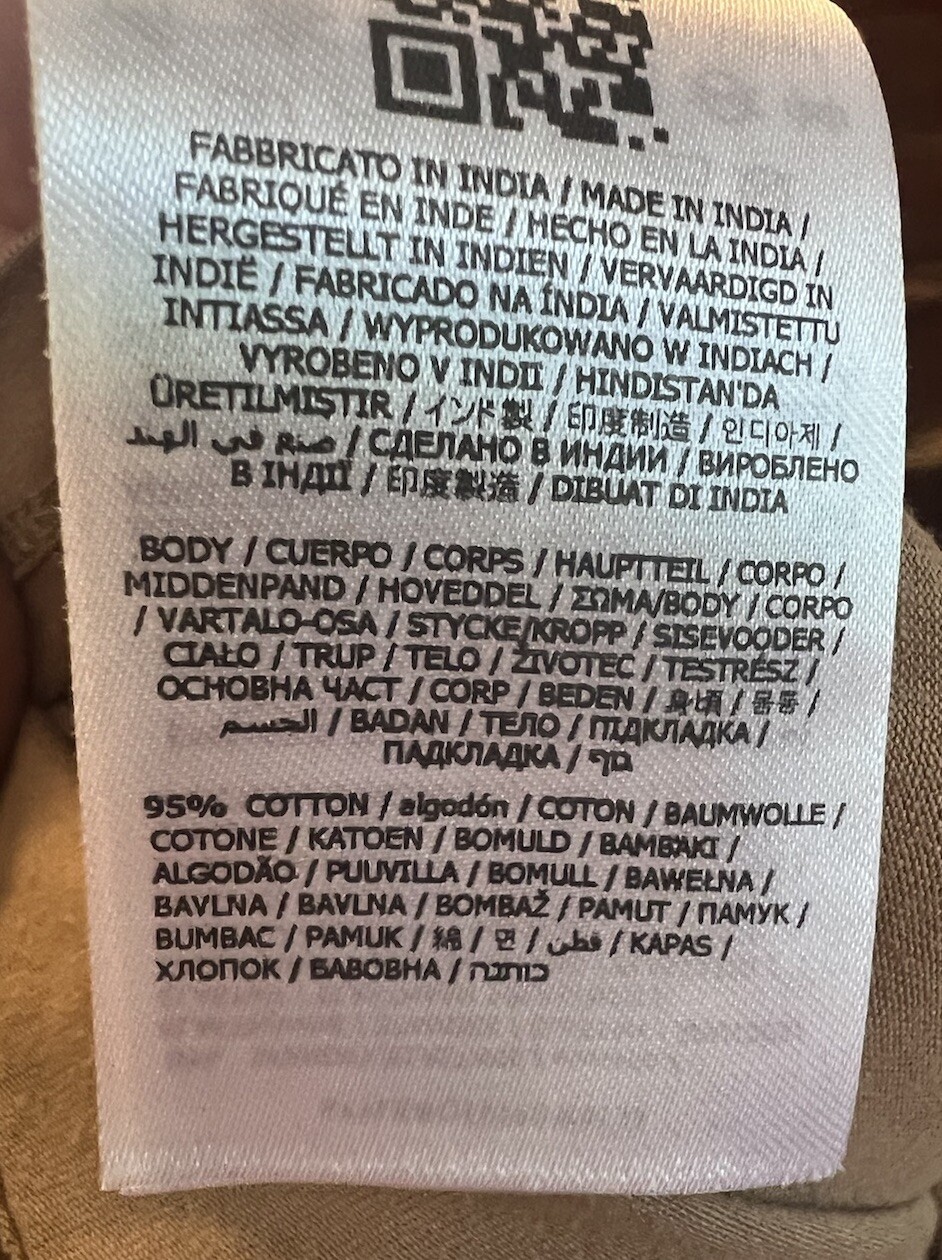 FABBRICATO IN INDIA / MADE IN INDIA /
FABRIQUÉ EN INDE / HECHO EN LA INDIA /
HERGESTELLT IN INDIEN / VERVAARDIGD IN
INDIË / FABRICADO NA ÍNDIA / VALMISTETTU
INTIASSA / WYPRODUKOWANO W INDIACH /
VYROBENO V INDII / HINDISTAN'DA
ÜRETILMIŞTIR / インド製 / 印度制造 / 인디아제 /
صنع في الهند / СДЕЛАНО В ИНДИИ / ВИРОБЛЕНО
В ІНДІЇ / 印度製造 / DIBUAT DI INDIA
BODY / CUERPO / CORPS / HAUPTTEIL / CORPO /
MIDDENPAND / HOVEDDEL / ΣΩMA/BODY / CORPO
/ VARTALO-OSA / STYCKE/KROPP / SISEVOODER /
CIAŁO / TRUP / TELO / ŽIVOTEC / TESTRÉSZ /
ОСНОВНА ЧАСТ / CORP / BEDEN / 身頃 / 몸통 /
الجسم / BADAN / ТЕЛО / ПІДКЛАДКА /
ПАДКЛАДКА / גוף
95% COTTON / algodón / COTON / BAUMWOLLE /
COTONE / KATOEN / BOMULD / BAMBAKI /
ALGODÃO / PUUVILLA / BOMULL / BAWEŁNA /
BAVLNA / BAVLNA / BOMBAŽ / PAMUT / ПАМУК /
BUMBAC / PAMUK / 綿 / 면 / قطن / KAPAS /
ХЛОПОК / БАВОВНА / כותנה